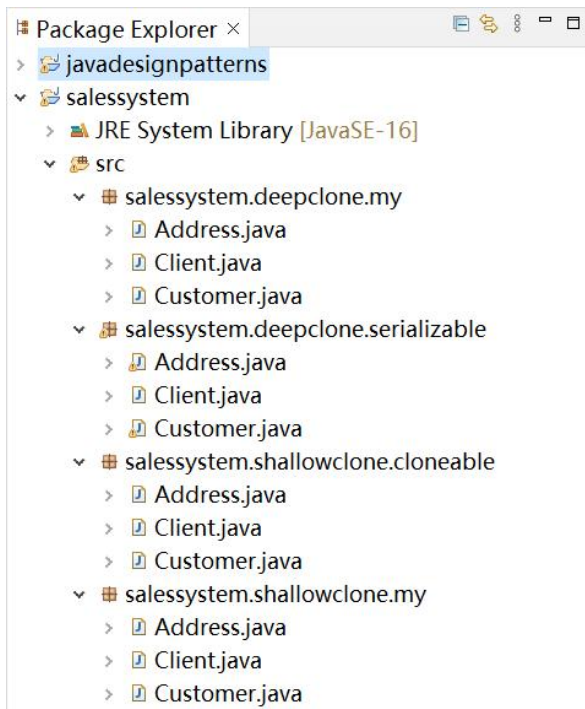 Package Explorer ×
javadesignpatterns
salessystem
JRE System Library [JavaSE-16]
src
salessystem.deepclone.my
Address.java
Client.java
Customer.java
salessystem.deepclone.serializable
Address.java
Client.java
Customer.java
salessystem.shallowclone.cloneable
Address.java
Client.java
Customer.java
salessystem.shallowclone.my
Address.java
Client.java
Customer.java